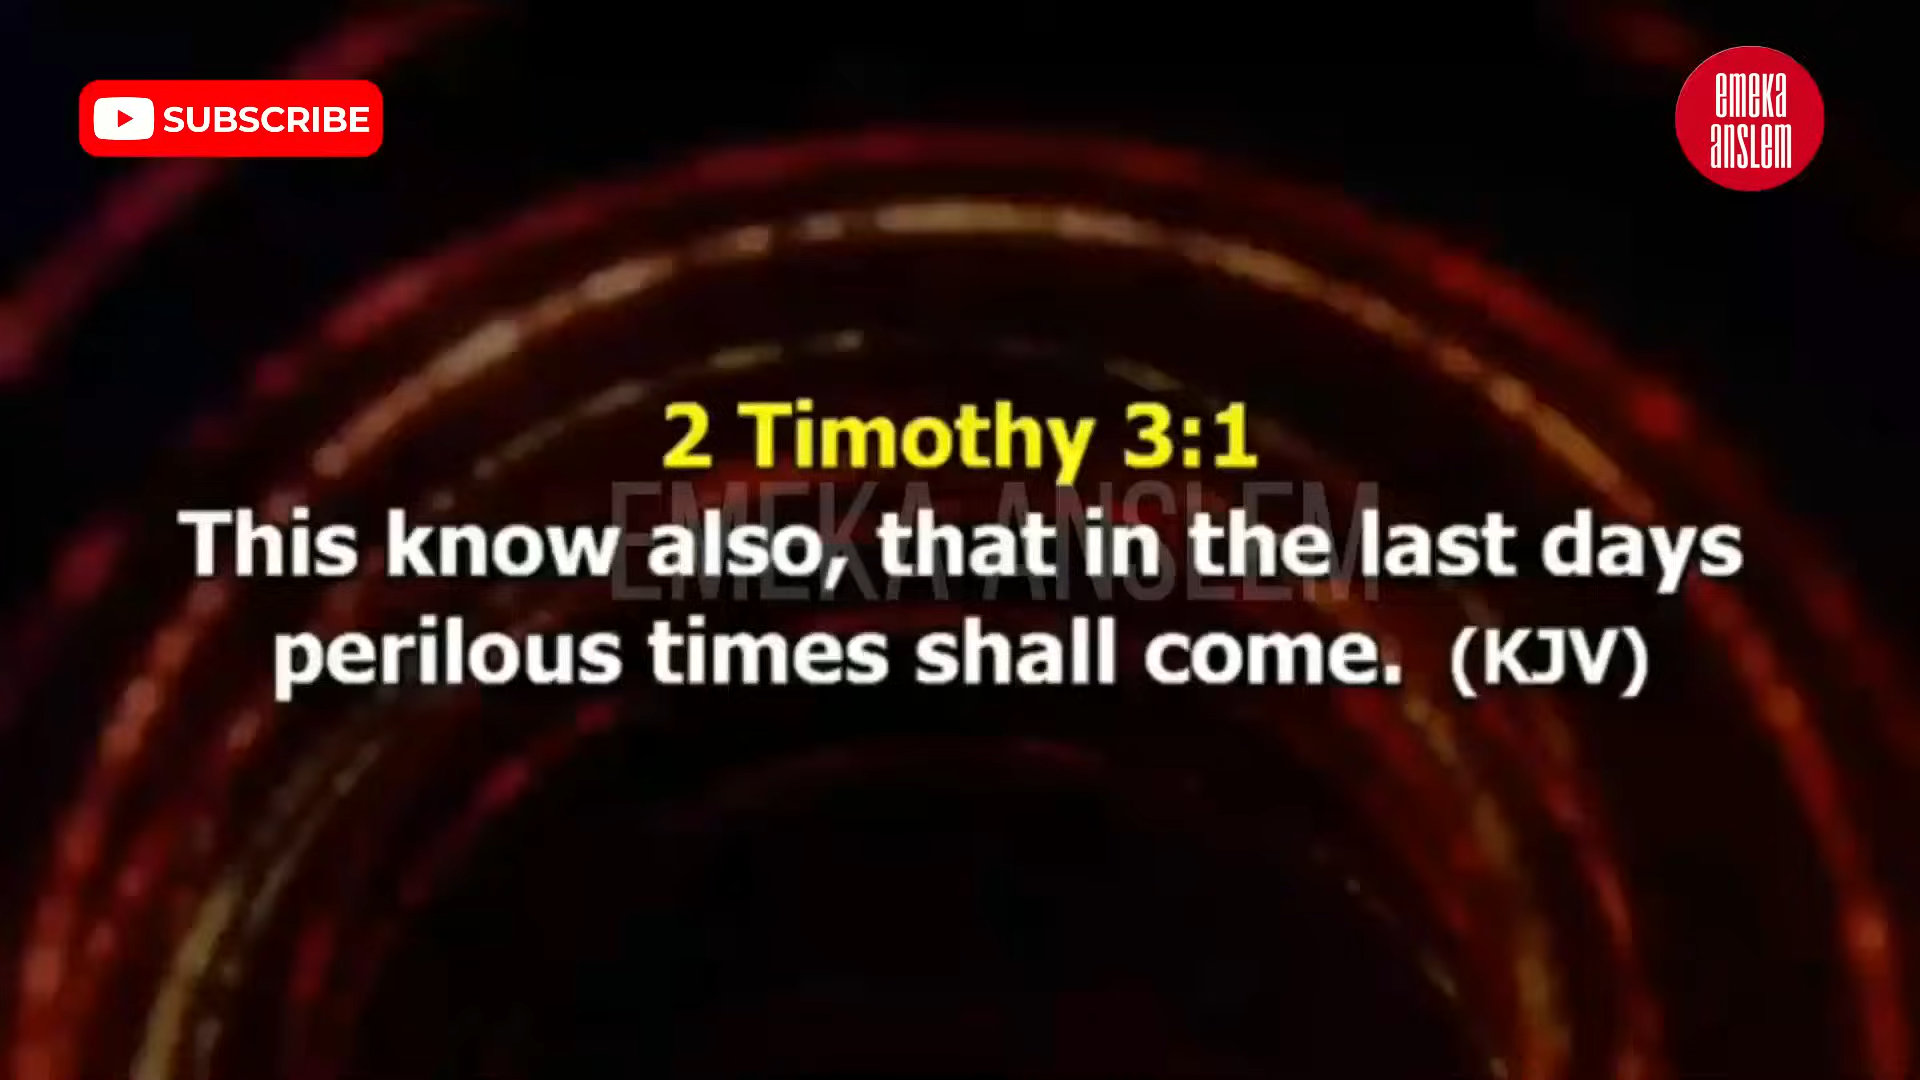 SUBSCRIBE
emeka
anslem
2 Timothy 3:1
EMEKA ANSLEM
This know also, that in the last days
perilous times shall come. (KJV)